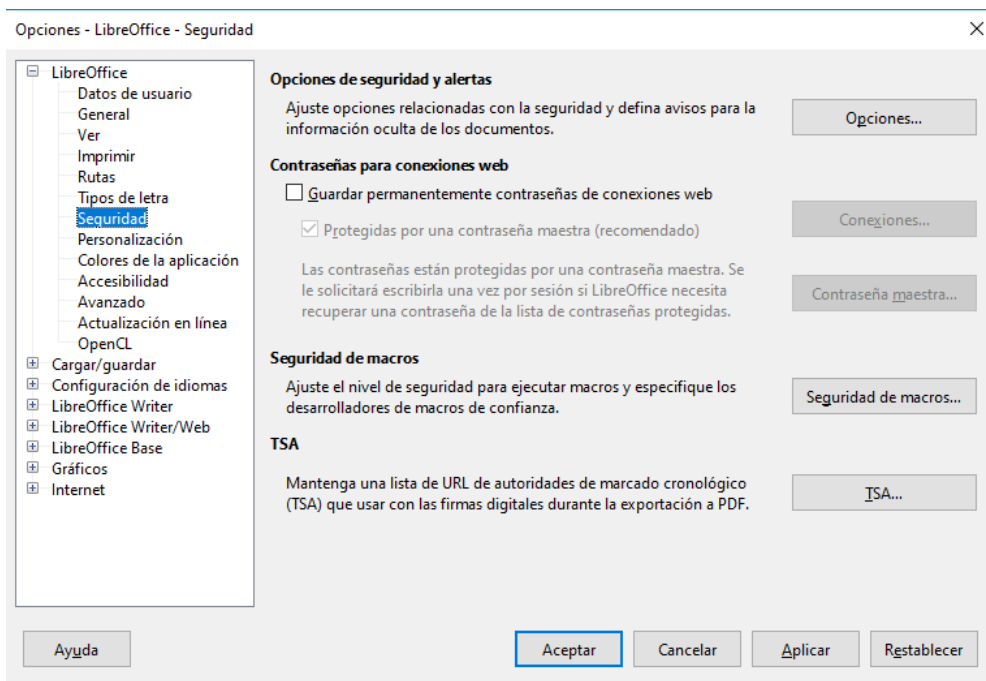 Opciones - LibreOffice - Seguridad
LibreOffice
Datos de usuario
General
Ver
Imprimir
Rutas
Tipos de letra
Seguridad
Personalización
Colores de la aplicación
Accesibilidad
Avanzado
Actualización en línea
OpenCL
Cargar/guardar
Configuración de idiomas
LibreOffice Writer
LibreOffice Writer/Web
LibreOffice Base
Gráficos
Internet
Opciones de seguridad y alertas
Ajuste opciones relacionadas con la seguridad y defina avisos para la
información oculta de los documentos.
Opciones...
Contraseñas para conexiones web
Guardar permanentemente contraseñas de conexiones web
Protegidas por una contraseña maestra (recomendado)
Conexiones...
Las contraseñas están protegidas por una contraseña maestra. Se
le solicitará escribirla una vez por sesión si LibreOffice necesita
recuperar una contraseña de la lista de contraseñas protegidas.
Contraseña maestra...
Seguridad de macros
Ajuste el nivel de seguridad para ejecutar macros y especifique los
desarrolladores de macros de confianza.
Seguridad de macros...
TSA
Mantenga una lista de URL de autoridades de marcado cronológico
(TSA) que usar con las firmas digitales durante la exportación a PDF.
TSA...
Ayuda
Aceptar
Cancelar
Aplicar
Restablecer